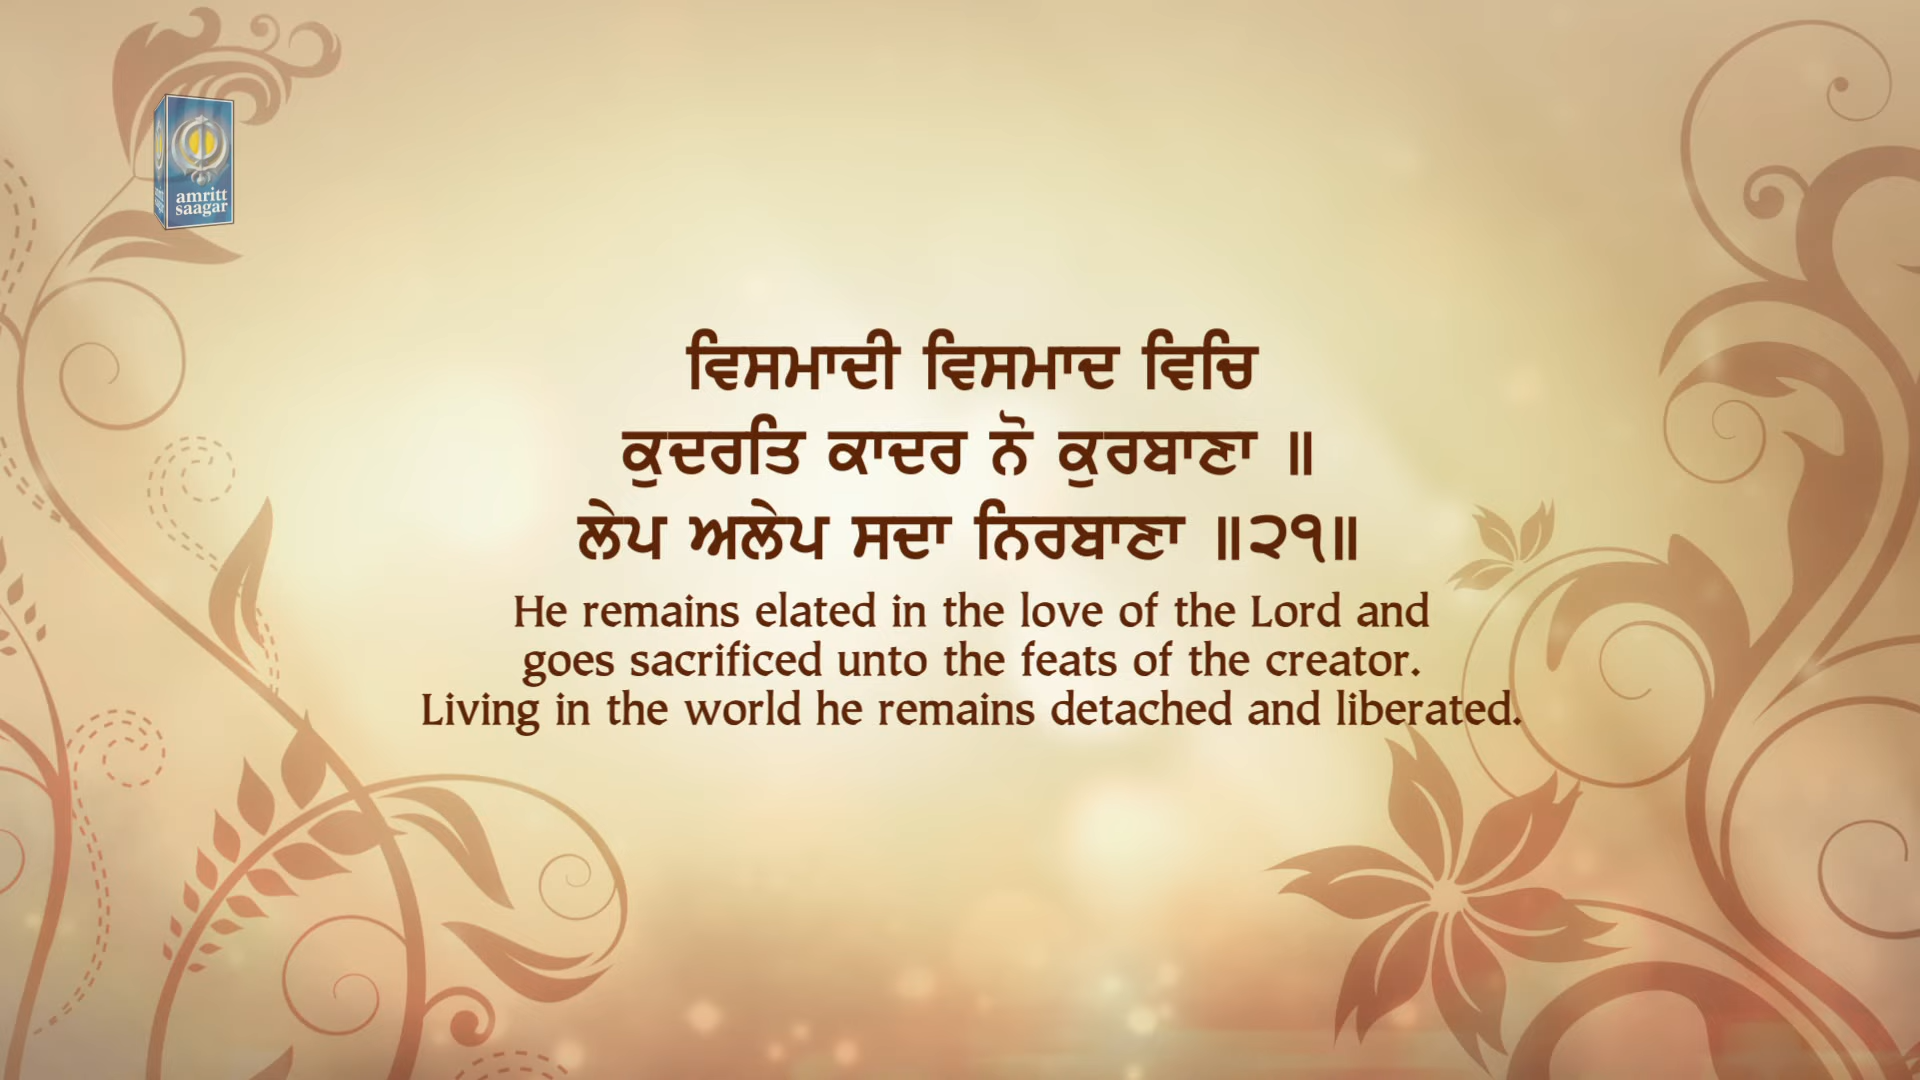 amritt
saagar
ਵਿਸਮਾਦੀ ਵਿਸਮਾਦ ਵਿਚਿ
ਕੁਦਰਤਿ ਕਾਦਰ ਨੋ ਕੁਰਬਾਣਾ ॥
ਲੇਪ ਅਲੇਪ ਸਦਾ ਨਿਰਬਾਣਾ ॥੨੧॥
He remains elated in the love of the Lord and
goes sacrificed unto the feats of the creator.
Living in the world he remains detached and liberated.